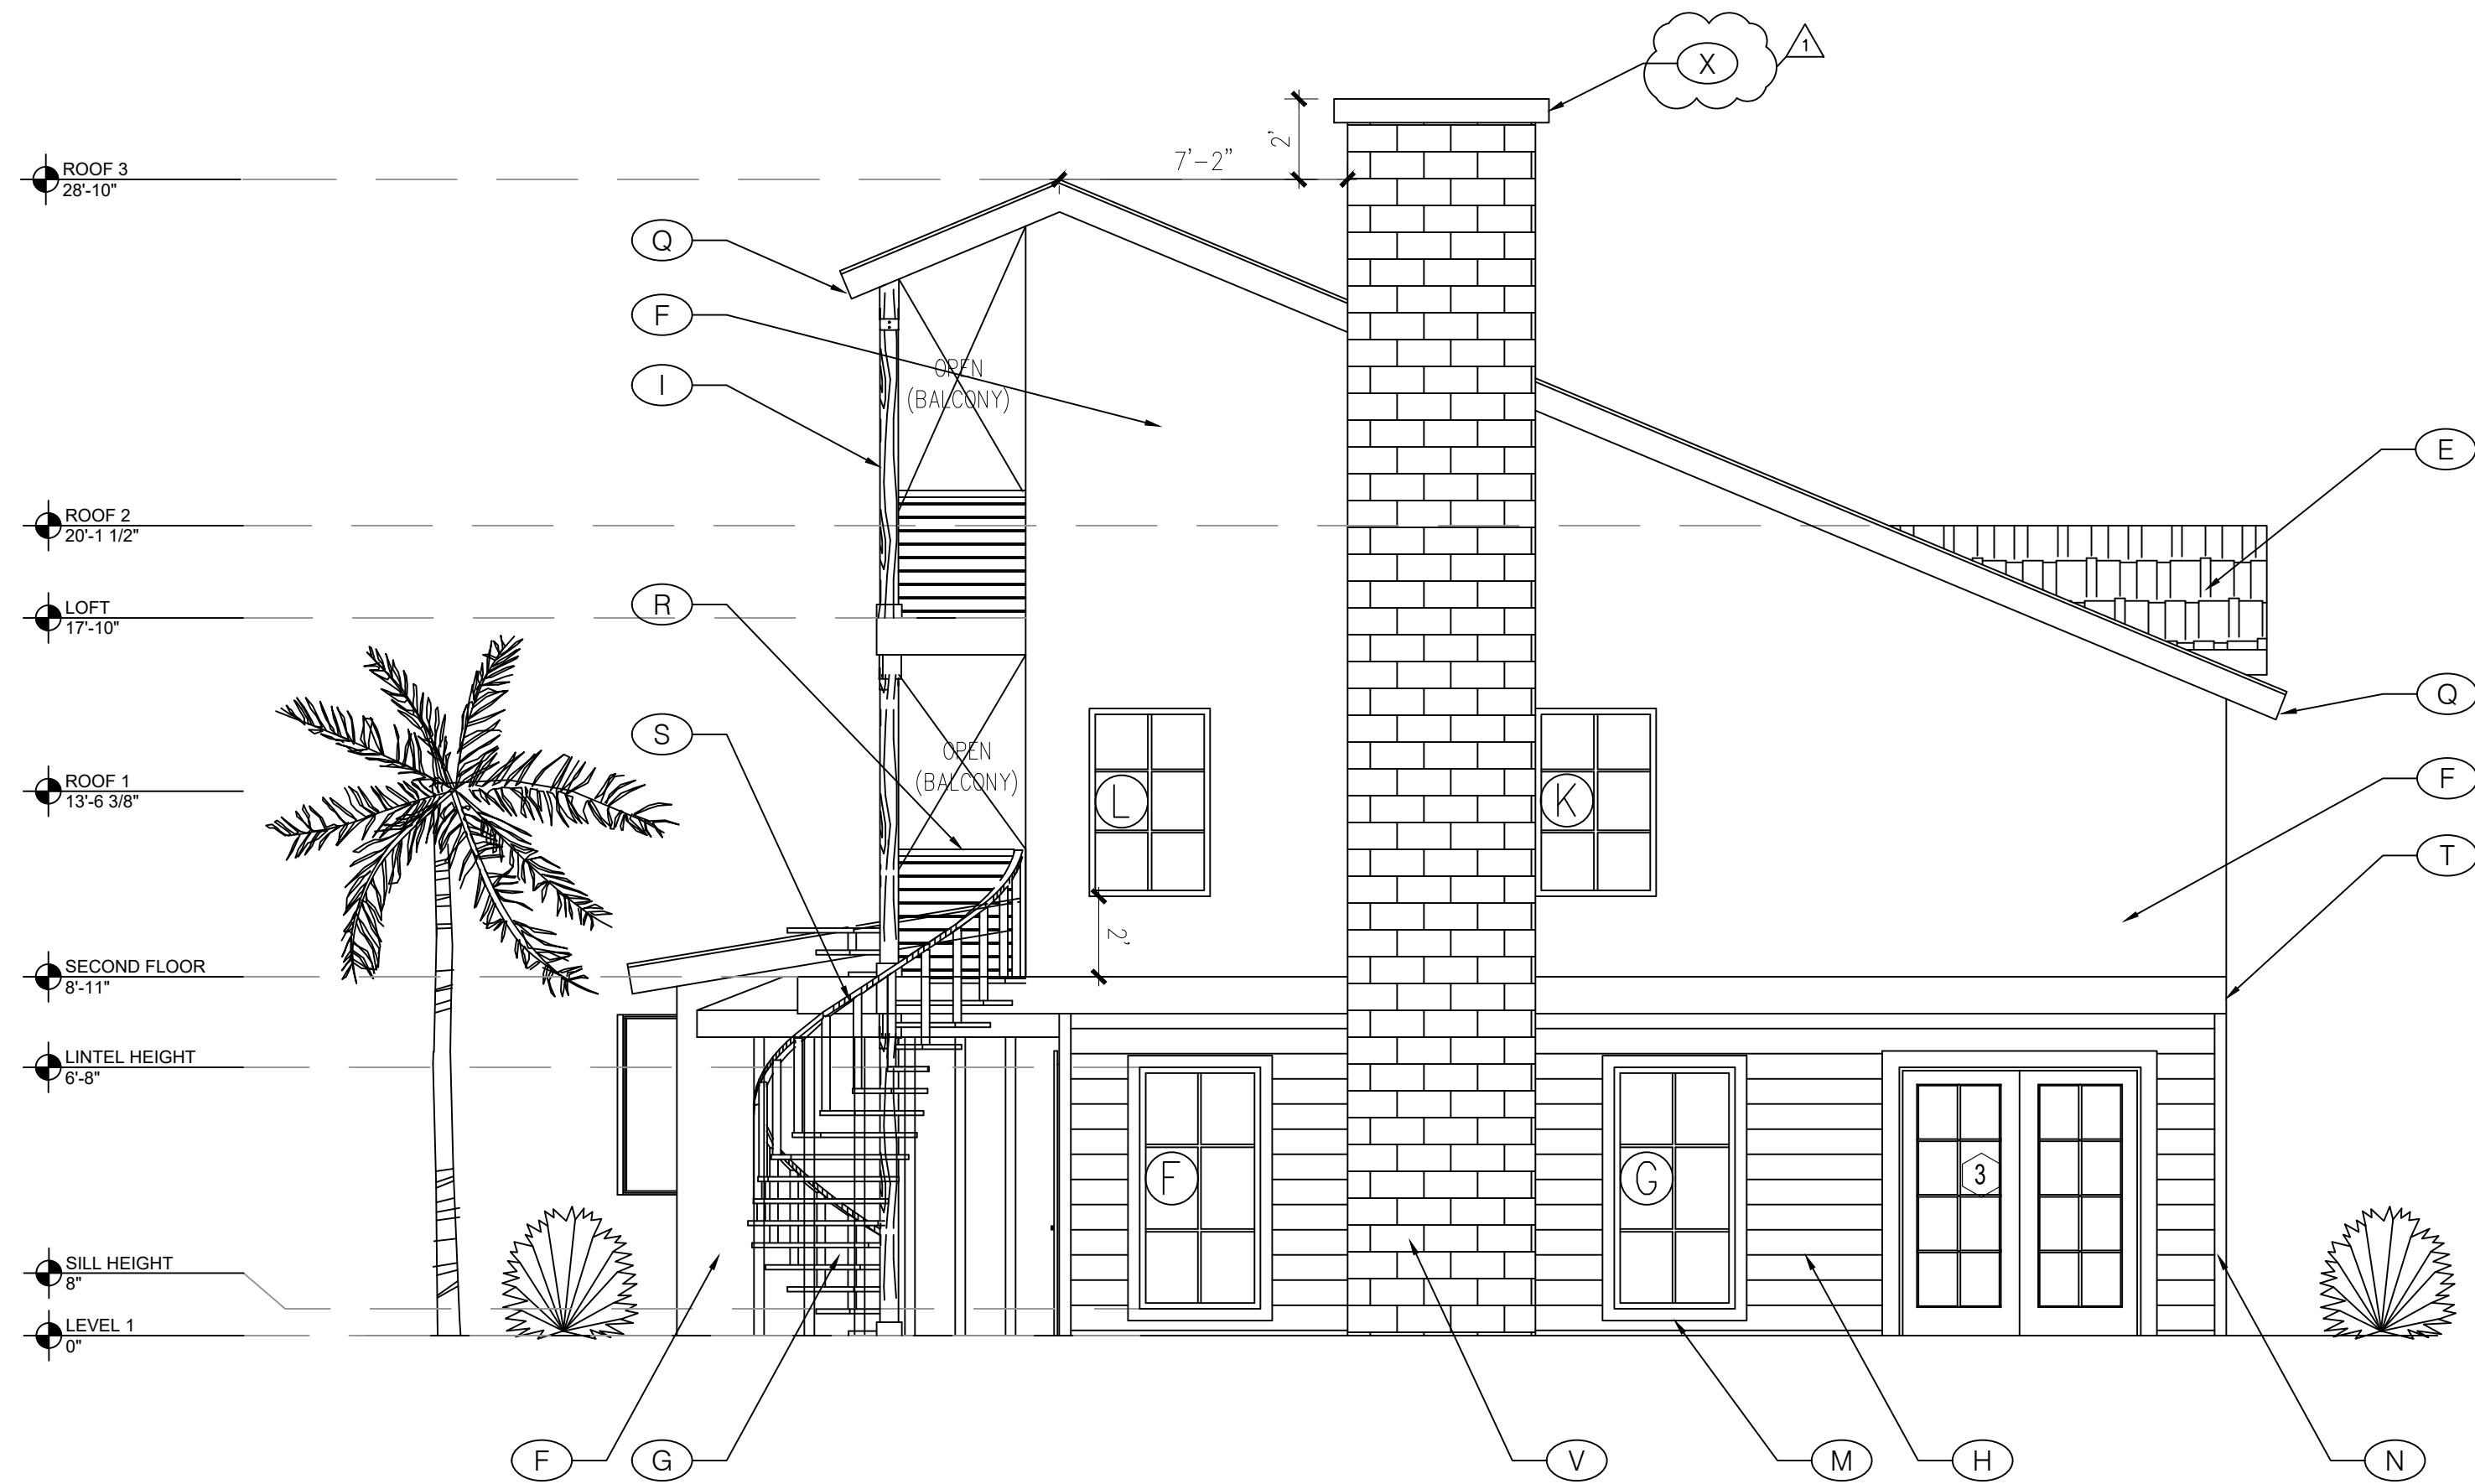 X
1
2'
7'-2"
ROOF 3
28'-10"
Q
F
I
OPEN
(BALCONY)
E
ROOF 2
20'-1 1/2"
LOFT
17'-10"
R
Q
S
OPEN
(BALCONY)
L
K
F
ROOF 1
13'-6 3/8"
T
2'
SECOND FLOOR
8'-11"
LINTEL HEIGHT
6'-8"
F
G
3
SILL HEIGHT
8"
LEVEL 1
0"
F
G
V
M
H
N